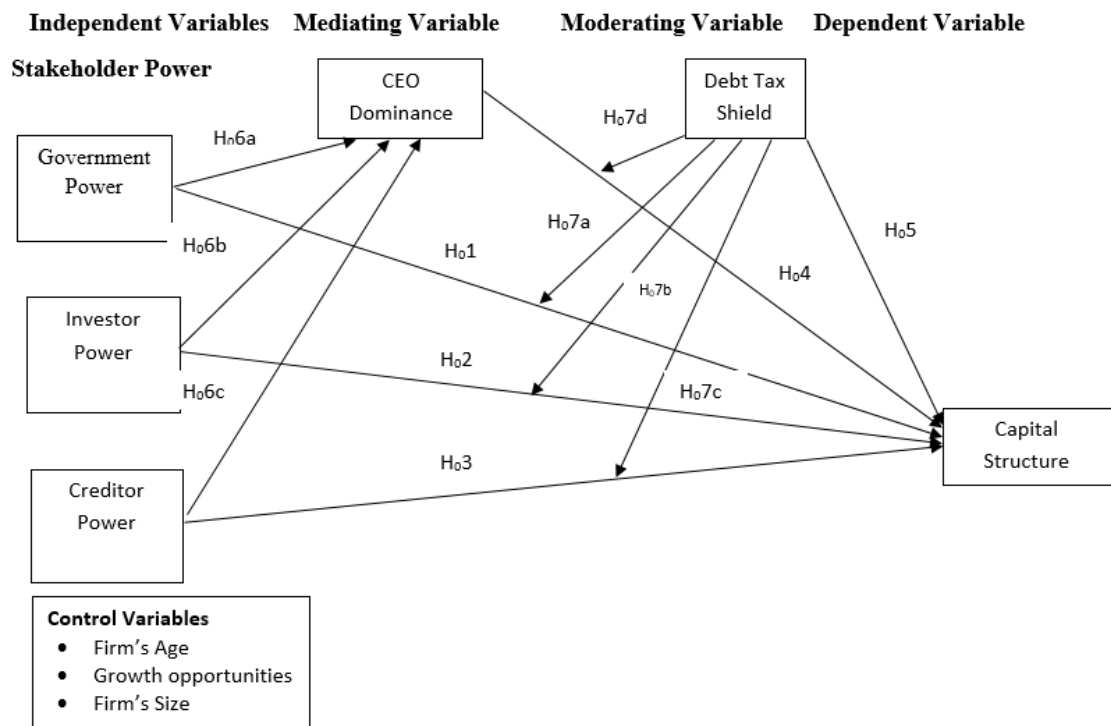 Independent Variables Mediating Variable Moderating Variable Dependent Variable
Stakeholder Power
CEO
Dominance
Debt Tax
Shield
H₀7d
H₀6a
Government
Power
H₀7a
H₀5
H₀6b
H₀1
H₀4
H₀7b
Investor
Power
H₀2
H₀6c
H₀7c
Capital
Structure
H₀3
Creditor
Power
Control Variables
• Firm's Age
• Growth opportunities
• Firm's Size